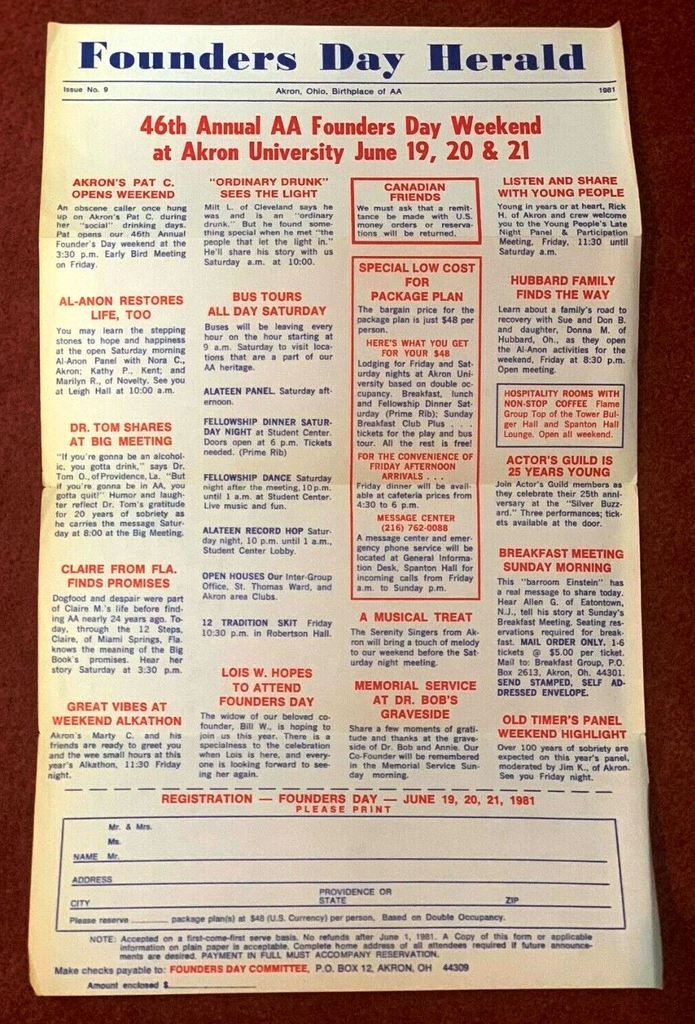 Founders Day Herald
Issue No. 9
Akron, Ohio, Birthplace of AA
1981
46th Annual AA Founders Day Weekend
at Akron University June 19, 20 & 21
AKRON'S PAT C.
OPENS WEEKEND
An obscene caller once hung
up on Akron's Pat C. during
her "social" drinking days.
Pat opens our 46th Annual
Founder's Day weekend at the
3:30 p.m. Early Bird Meeting
on Friday.
AL-ANON RESTORES
LIFE, TOO
You may learn the stepping
stones to hope and happiness
at the open Saturday morning
Al-Anon Panel with Nora C.,
Akron; Kathy P., Kent; and
Marilyn R., of Novelty. See you
at Leigh Hall at 10:00 a.m.
DR. TOM SHARES
AT BIG MEETING
"If you're gonna be an alcohol-
ic, you gotta drink," says Dr.
Tom O., of Providence, La. "But
if you're gonna be in AA, you
gotta quit!" Humor and laugh-
ter reflect Dr. Tom's gratitude
for 20 years of sobriety as
he carries the message Satur-
day at 8:00 at the Big Meeting.
CLAIRE FROM FLA.
FINDS PROMISES
Dogfood and despair were part
of Claire M.'s life before find-
ing AA nearly 24 years ago. To-
day, through the 12 Steps,
Claire, of Miami Springs, Fla.
knows the meaning of the Big
Book's promises. Hear her
story Saturday at 3:30 p.m.
GREAT VIBES AT
WEEKEND ALKATHON
Akron's Marty C. and his
friends are ready to greet you
and the wee small hours at this
year's Alkathon, 11:30 Friday
night.
"ORDINARY DRUNK"
SEES THE LIGHT
Milt L. of Cleveland says he
was and is an "ordinary
drunk." But he found some-
thing special when he met "the
people that let the light in."
He'll share his story with us
Saturday a.m. at 10:00.
BUS TOURS
ALL DAY SATURDAY
Buses will be leaving every
hour on the hour starting at
9 a.m. Saturday to visit loca-
tions that are a part of our
AA heritage.
ALATEEN PANEL. Saturday aft-
ernoon.
FELLOWSHIP DINNER SATUR-
DAY NIGHT at Student Center.
Doors open at 6 p.m. Tickets
needed. (Prime Rib)
FELLOWSHIP DANCE Saturday
night after the meeting, 10 p.m.
until 1 a.m. at Student Center.
Live music and fun.
ALATEEN RECORD HOP Satur-
day night, 10 p.m. until 1 a.m.,
Student Center Lobby.
OPEN HOUSES Our Inter-Group
Office, St. Thomas Ward, and
Akron area Clubs.
12 TRADITION SKIT Friday
10:30 p.m. in Robertson Hall.
LOIS W. HOPES
TO ATTEND
FOUNDERS DAY
The widow of our beloved co-
founder, Bill W., is hoping to
join us this year. There is a
specialness to the celebration
when Lois is here, and every-
one is looking forward to see-
ing her again.
CANADIAN
FRIENDS
We must ask that a remit-
tance be made with U.S.
money orders or reserva-
tions will be returned.
SPECIAL LOW COST
FOR
PACKAGE PLAN
The bargain price for the
package plan is just $48 per
person.
HERE'S WHAT YOU GET
FOR YOUR $48
Lodging for Friday and Sat-
urday nights at Akron Uni-
versity based on double oc-
cupancy. Breakfast, lunch
and Fellowship Dinner Sat-
urday (Prime Rib); Sunday
Breakfast Club Plus . . .
tickets for the play and bus
tour. All the rest is free!
FOR THE CONVENIENCE OF
FRIDAY AFTERNOON
ARRIVALS . . .
Friday dinner will be avail-
able at cafeteria prices from
4:30 to 6 p.m.
MESSAGE CENTER
(216) 762-0088
A message center and emer-
gency phone service will be
located at General Informa-
tion Desk, Spanton Hall for
incoming calls from Friday
a.m. to Sunday p.m.
A MUSICAL TREAT
The Serenity Singers from Ak-
ron will bring a touch of melody
to our weekend before the Sat-
urday night meeting.
MEMORIAL SERVICE
AT DR. BOB'S
GRAVESIDE
Share a few moments of grati-
tude and thanks at the grave-
side of Dr. Bob and Annie. Our
Co-Founder will be remembered
in the Memorial Service Sun-
day morning.
LISTEN AND SHARE
WITH YOUNG PEOPLE
Young in years or at heart, Rick
H. of Akron and crew welcome
you to the Young People's Late
Night Panel & Participation
Meeting, Friday, 11:30 until
Saturday a.m.
HUBBARD FAMILY
FINDS THE WAY
Learn about a family's road to
recovery with Sue and Don B.
and daughter, Donna M. of
Hubbard, Oh., as they open
the Al-Anon activities for the
weekend, Friday at 8:30 p.m.
Open meeting.
HOSPITALITY ROOMS WITH
NON-STOP COFFEE Flame
Group Top of the Tower Bul-
ger Hall and Spanton Hall
Lounge. Open all weekend.
ACTOR'S GUILD IS
25 YEARS YOUNG
Join Actor's Guild members as
they celebrate their 25th anni-
versary at the "Silver Buzz-
ard." Three performances; tick-
ets available at the door.
BREAKFAST MEETING
SUNDAY MORNING
This "barroom Einstein" has
a real message to share today.
Hear Allen G. of Eatontown,
N.J., tell his story at Sunday's
Breakfast Meeting. Seating res-
ervations required for break-
fast. MAIL ORDER ONLY. 1-6
tickets @ $5.00 per ticket.
Mail to: Breakfast Group, P.O.
Box 2613, Akron, Oh. 44301.
SEND STAMPED, SELF AD-
DRESSED ENVELOPE.
OLD TIMER'S PANEL
WEEKEND HIGHLIGHT
Over 100 years of sobriety are
expected on this year's panel,
moderated by Jim K., of Akron.
See you Friday night.
REGISTRATION — FOUNDERS DAY — JUNE 19, 20, 21, 1981
PLEASE PRINT
Mr. & Mrs.
Ms.
NAME Mr.
ADDRESS
CITY PROVINCE OR STATE ZIP
Please reserve ________ package plan(s) at $48 (U.S. Currency) per person, Based on Double Occupancy.
NOTE: Accepted on a first-come-first serve basis. No refunds after June 1, 1981. A Copy of this form or applicable
information on plain paper is acceptable. Complete home address of all attendees required if future announce-
ments are desired. PAYMENT IN FULL MUST ACCOMPANY RESERVATION.
Make checks payable to: FOUNDERS DAY COMMITTEE, P.O. BOX 12, AKRON, OH 44309
Amount enclosed $